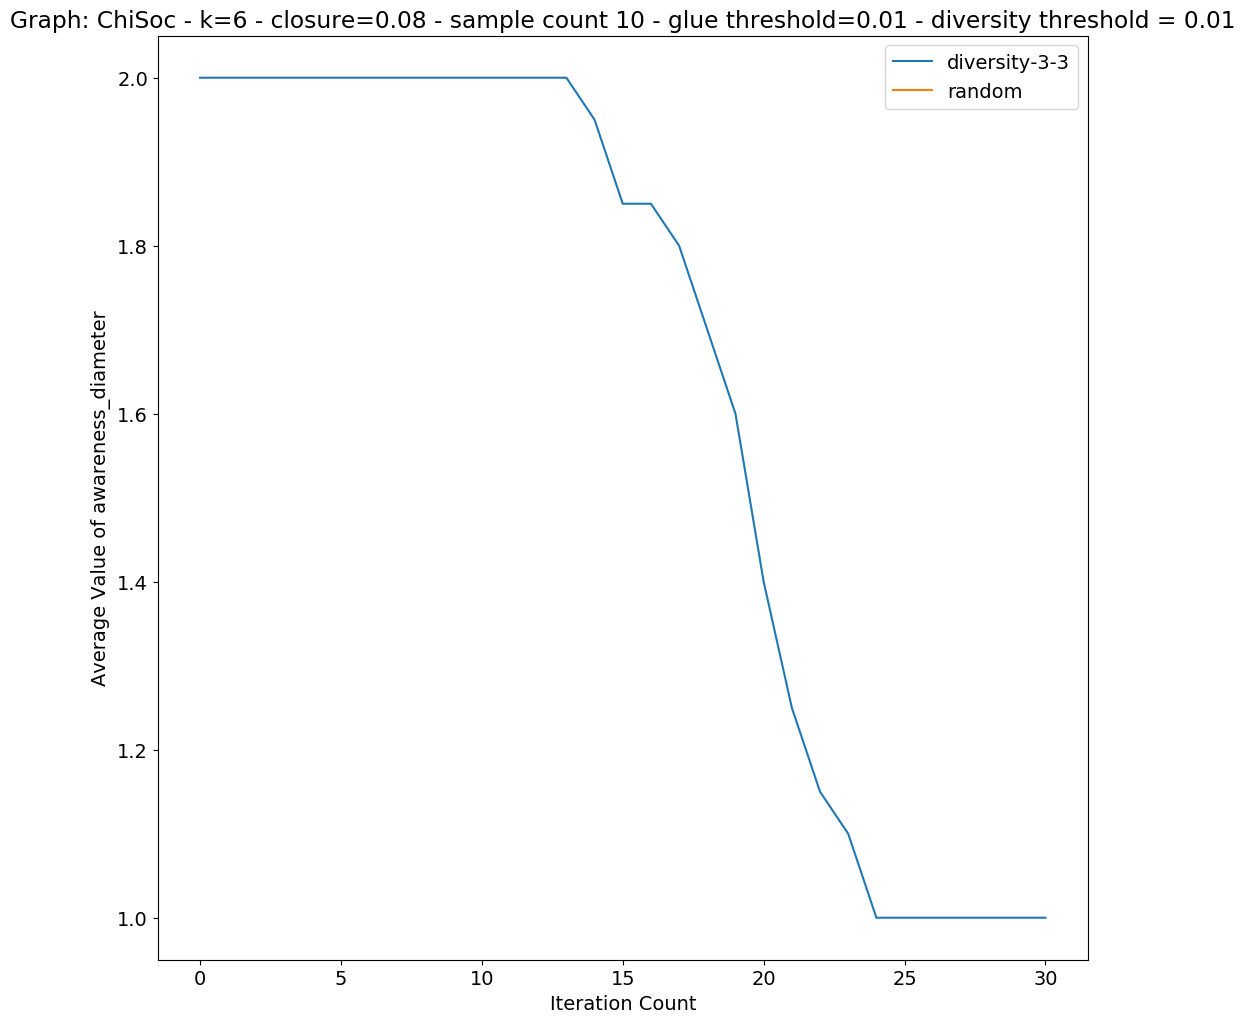 Graph: ChiSoc - k=6 - closure=0.08 - sample count 10 - glue threshold=0.01 - diversity threshold = 0.01
diversity-3-3
random
Average Value of awareness_diameter
2.0
1.8
1.6
1.4
1.2
1.0
0 5 10 15 20 25 30
Iteration Count